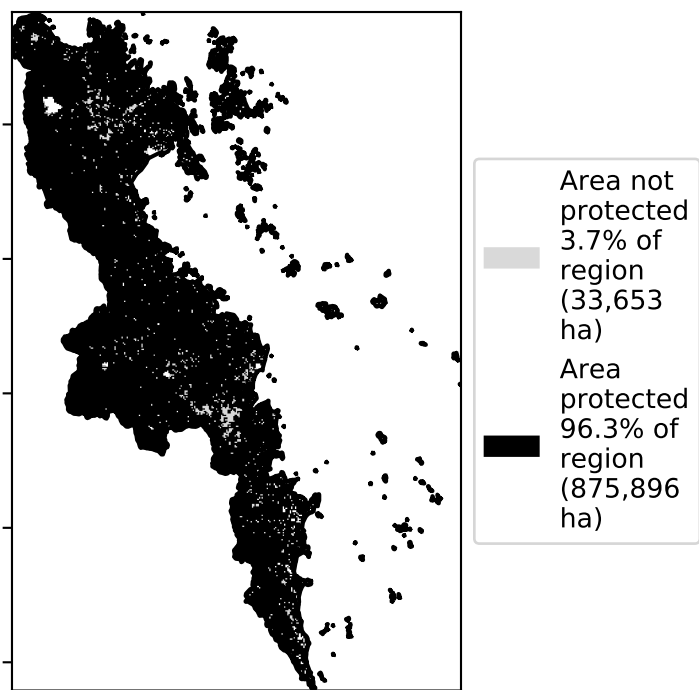 Area not
protected
3.7% of
region
(33,653
ha)
Area
protected
96.3% of
region
(875,896
ha)